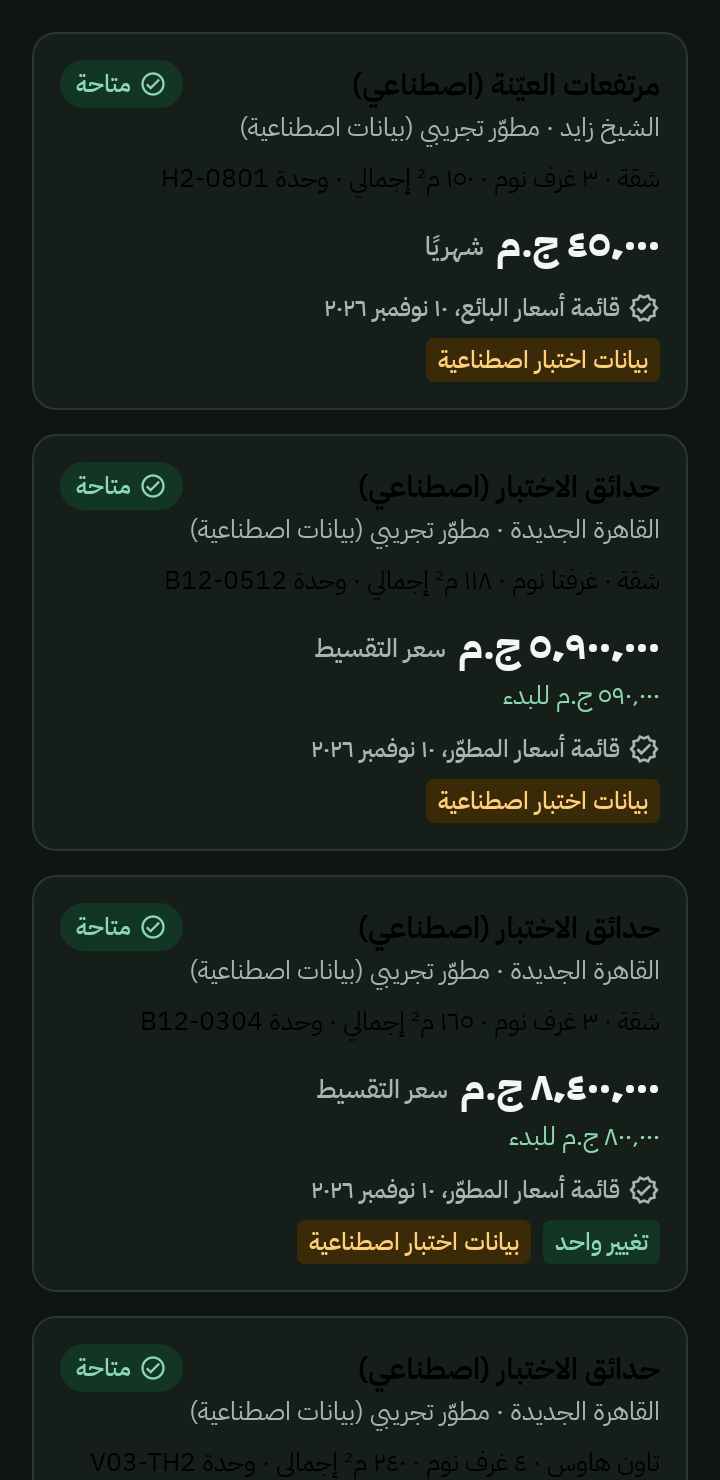 مرتفعات العيّنة (اصطناعي)
متاحة
الشيخ زايد · مطوّر تجريبي (بيانات اصطناعية)
شقة · ٣ غرف نوم · ١٥٠ م² إجمالي · وحدة H2-0801
٤٥٬٠٠٠ ج.م شهريًا
قائمة أسعار البائع، ١٠ نوفمبر ٢٠٢٦
بيانات اختبار اصطناعية
حدائق الاختبار (اصطناعي)
متاحة
القاهرة الجديدة · مطوّر تجريبي (بيانات اصطناعية)
شقة · غرفتا نوم · ١١٨ م² إجمالي · وحدة B12-0512
٥٬٩٠٠٬٠٠٠ ج.م سعر التقسيط
٥٩٠٬٠٠٠ ج.م للبدء
قائمة أسعار المطوّر، ١٠ نوفمبر ٢٠٢٦
بيانات اختبار اصطناعية
حدائق الاختبار (اصطناعي)
متاحة
القاهرة الجديدة · مطوّر تجريبي (بيانات اصطناعية)
شقة · ٣ غرف نوم · ١٦٥ م² إجمالي · وحدة B12-0304
٨٬٤٠٠٬٠٠٠ ج.م سعر التقسيط
٨٠٠٬٠٠٠ ج.م للبدء
قائمة أسعار المطوّر، ١٠ نوفمبر ٢٠٢٦
تغيير واحد
بيانات اختبار اصطناعية
حدائق الاختبار (اصطناعي)
متاحة
القاهرة الجديدة · مطوّر تجريبي (بيانات اصطناعية)
تاون هاوس · ٤ غرف نوم · ٢٤٠ م² إجمالي · وحدة V03-TH2